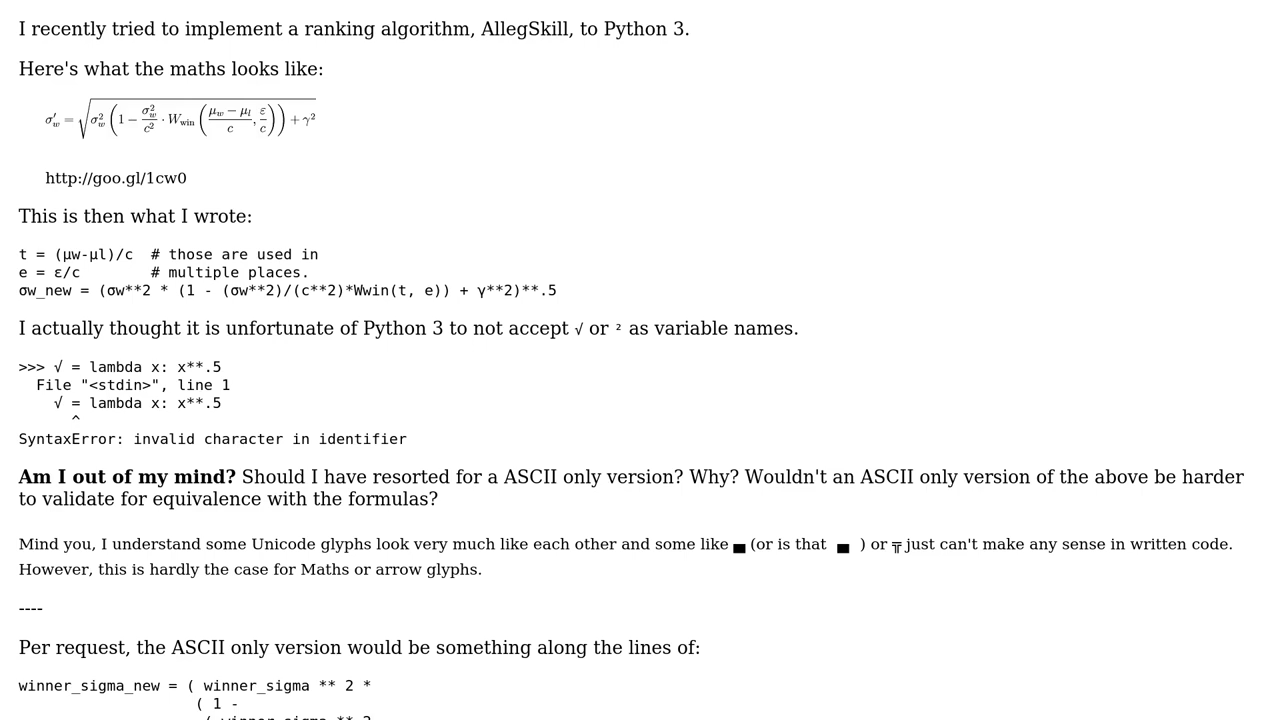 I recently tried to implement a ranking algorithm, AllegSkill, to Python 3.
Here's what the maths looks like:
σ′w = √(σw² (1 − σw²/c² · Wwin ((μw − μl)/c, ε/c)) + γ²)
http://goo.gl/1cw0
This is then what I wrote:
t = (µw-µl)/c  # those are used in
e = ε/c        # multiple places.
σw_new = (σw**2 * (1 - (σw**2)/(c**2)*Wwin(t, e)) + γ**2)**.5
I actually thought it is unfortunate of Python 3 to not accept √ or ² as variable names.
>>> √ = lambda x: x**.5
  File "<stdin>", line 1
    √ = lambda x: x**.5
      ^
SyntaxError: invalid character in identifier
Am I out of my mind? Should I have resorted for a ASCII only version? Why? Wouldn't an ASCII only version of the above be harder
to validate for equivalence with the formulas?
Mind you, I understand some Unicode glyphs look very much like each other and some like ▄ (or is that ▄ ) or ╦ just can't make any sense in written code.
However, this is hardly the case for Maths or arrow glyphs.
----
Per request, the ASCII only version would be something along the lines of:
winner_sigma_new = ( winner_sigma ** 2 *
                    ( 1 -